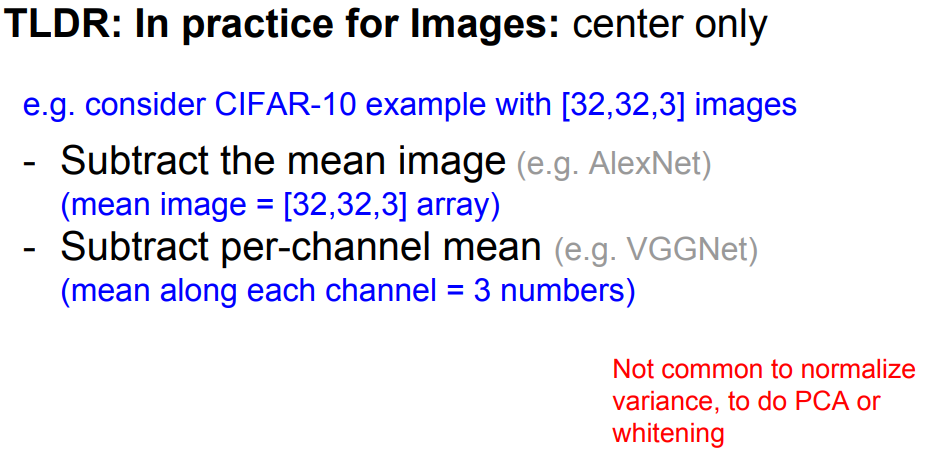 TLDR: In practice for Images: center only
e.g. consider CIFAR-10 example with [32,32,3] images
- Subtract the mean image (e.g. AlexNet)
(mean image = [32,32,3] array)
- Subtract per-channel mean (e.g. VGGNet)
(mean along each channel = 3 numbers)
Not common to normalize
variance, to do PCA or
whitening